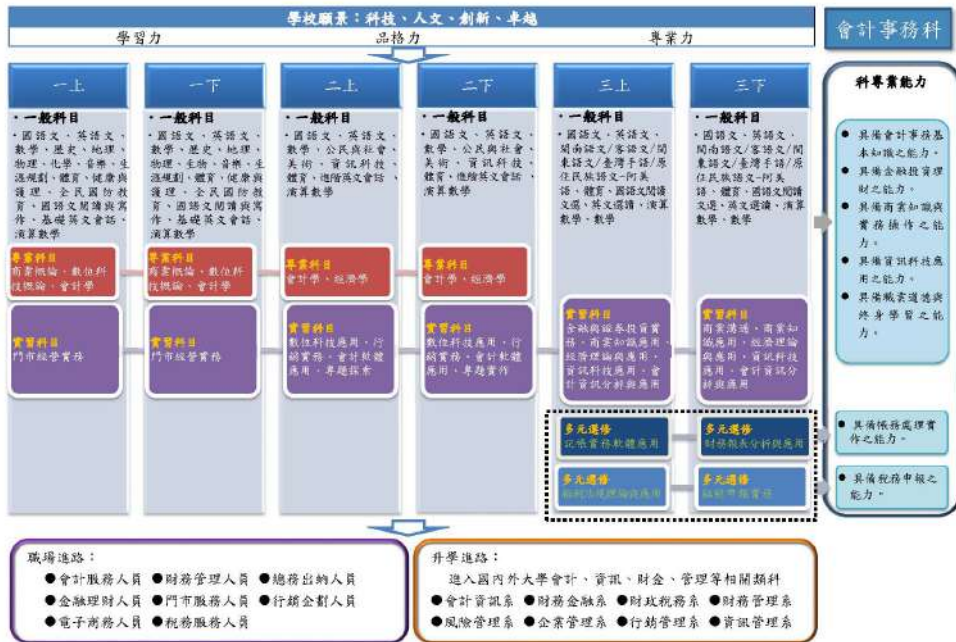 學校願景：科技、人文、創新、卓越
學習力
品格力
專業力
會計事務科
一上
・一般科目
・國語文、英語文、
數學、歷史、地理、
物理、化學、音樂、生
涯規劃、體育、健康與
護理、全民國防教
育、國語文閱讀與寫
作、基礎英文會話、
演算數學
專業科目
商業概論、數位科
技概論、會計學
實習科目
門市經營實務
一下
・一般科目
・國語文、英語文、
數學、歷史、地理、
物理、生物、音樂、生
涯規劃、體育、健康與
護理、全民國防教
育、國語文閱讀與寫
作、基礎英文會話、
演算數學
專業科目
商業概論、數位科
技概論、會計學
實習科目
門市經營實務
二上
・一般科目
・國語文、英語文、
數學、公民與社會、
美術、資訊科技、
體育、進階英文會話、
演算數學
專業科目
會計學、經濟學
實習科目
數位科技應用、行
銷實務、會計軟體
應用、專題探索
二下
・一般科目
・國語文、英語文、
數學、公民與社會、
美術、資訊科技、
體育、進階英文會話、
演算數學
專業科目
會計學、經濟學
實習科目
數位科技應用、行
銷實務、會計軟體
應用、專題實作
三上
・一般科目
・國語文、英語文、
閩南語文/客語文/閩
東語文/臺灣手語/原
住民族語文-阿美
語、體育、國語文閱讀
文選、英文選讀、演算
數學、數學
實習科目
金融與證券投資實
務、商業知識應用、
經濟理論與應用、
資訊科技應用、會
計資訊分析與應用
多元選修
記帳實務軟體應用
多元選修
稅務法規理論與應用
三下
・一般科目
・國語文、英語文、
閩南語文/客語文/閩
東語文/臺灣手語/原
住民族語文-阿美
語、體育、國語文閱讀
文選、英文選讀、演算
數學、數學
實習科目
商業溝通、商業知
識應用、經濟理論
與應用、資訊科技
應用、會計資訊分
析與應用
多元選修
財務報表分析與應用
多元選修
科專業能力
● 具備會計事務基
本知識之能力。
● 具備金融投資理
財之能力。
● 具備商業知識與
實務操作之能
力。
● 具備資訊科技應
用之能力。
● 具備職業道德與
終身學習之能
力。
● 具備帳務處理實
作之能力。
● 具備稅務申報之
能力。
職場進路：
●會計服務人員 ●財務管理人員 ●總務出納人員
●金融理財人員 ●門市服務人員 ●行銷企劃人員
●電子商務人員 ●稅務服務人員
升學進路：
進入國內外大學會計、資訊、財金、管理等相關類科
●會計資訊系 ●財務金融系 ●財政稅務系 ●財務管理系
●風險管理系 ●企業管理系 ●行銷管理系 ●資訊管理系